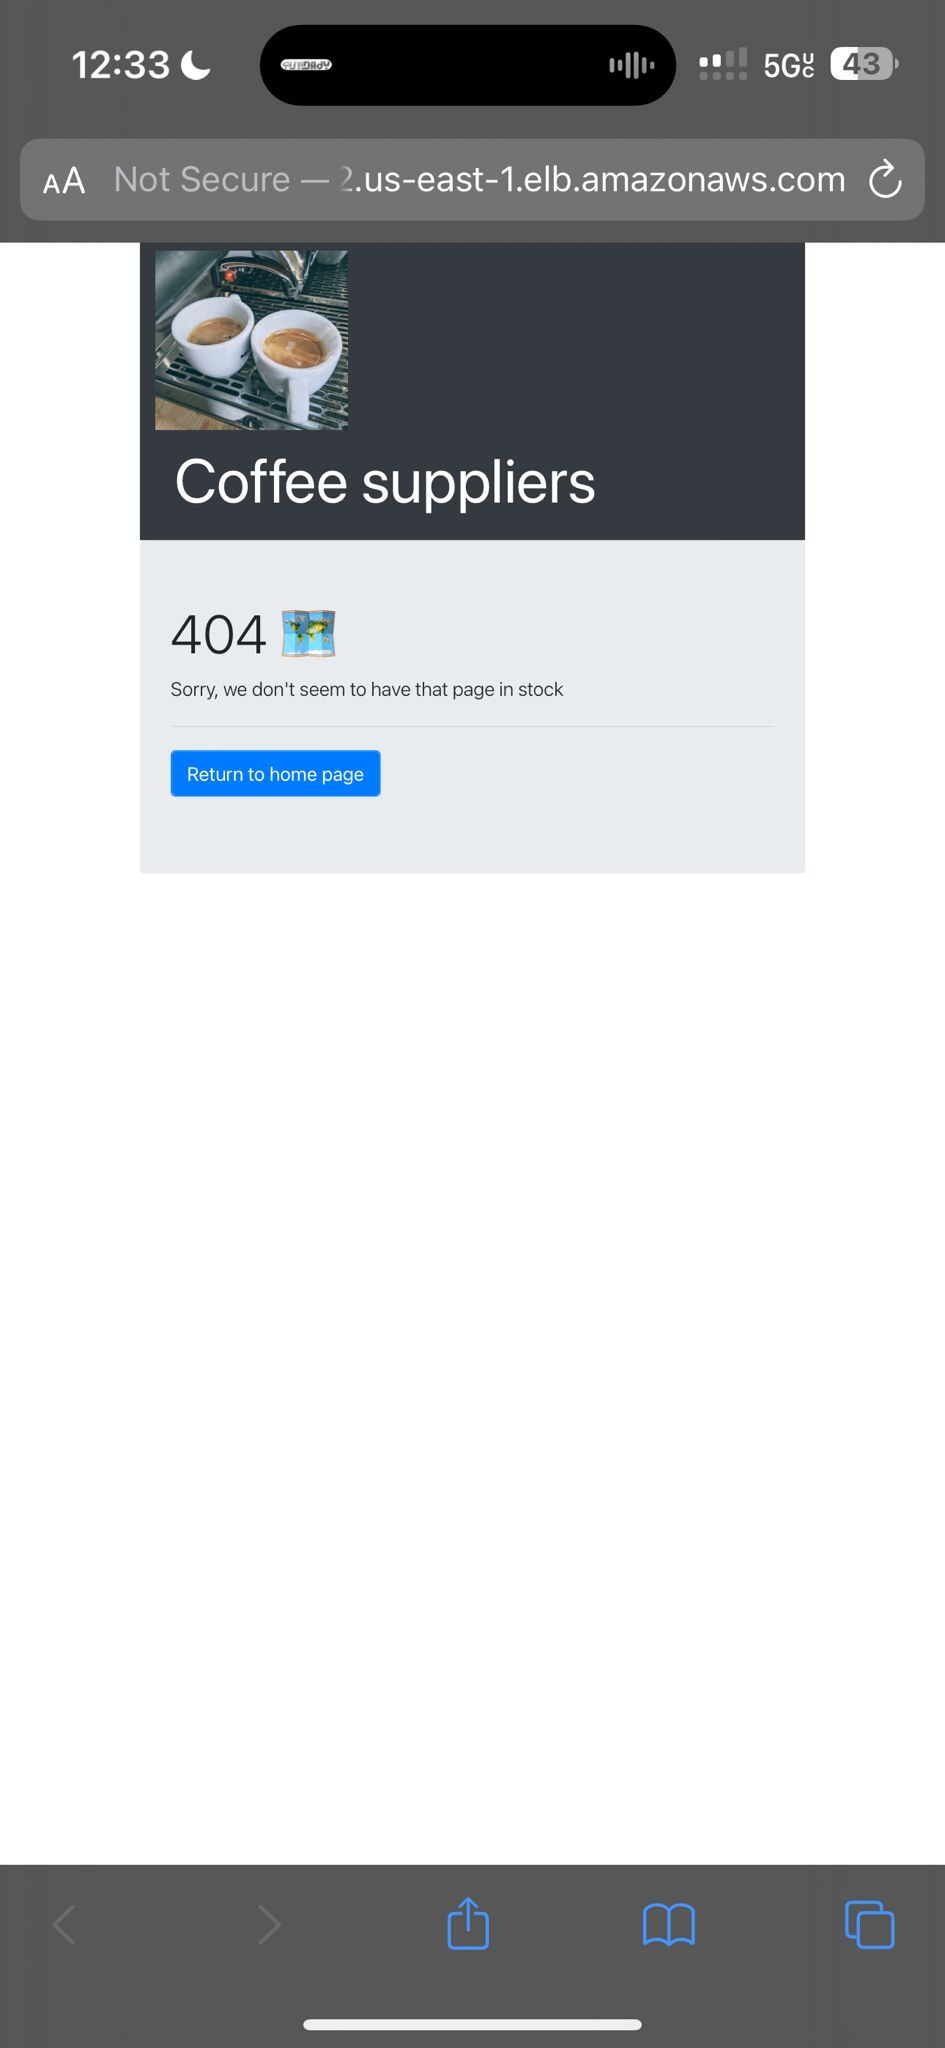 12:33
5G UC
43
AA Not Secure — 2.us-east-1.elb.amazonaws.com
Coffee suppliers
404
Sorry, we don't seem to have that page in stock
Return to home page